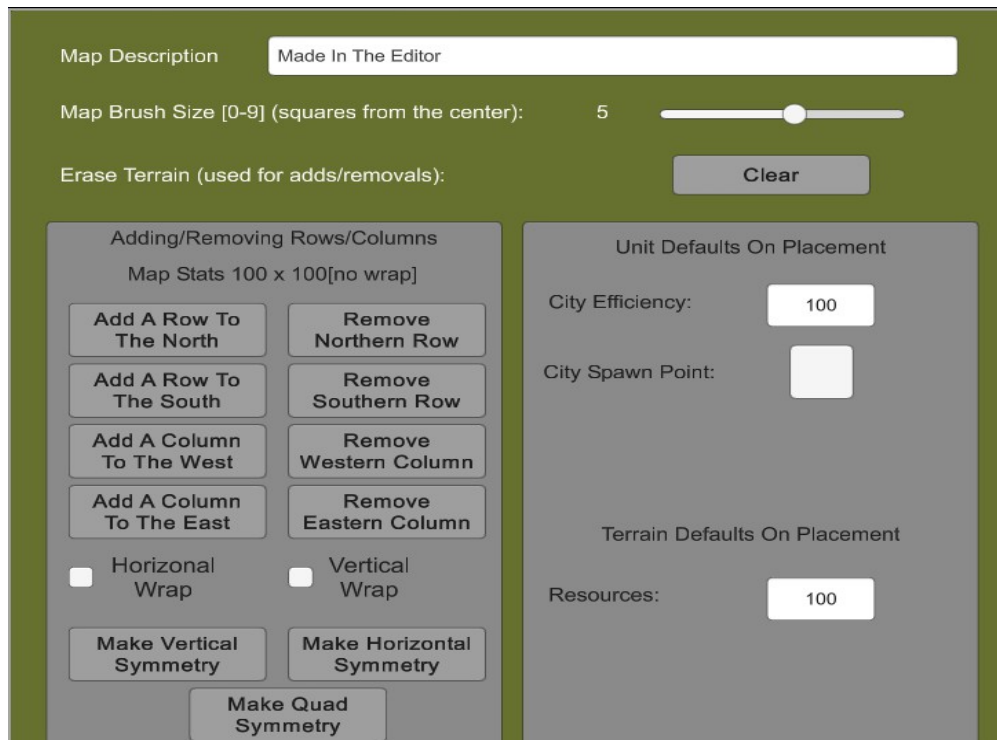 Map Description
Made In The Editor
Map Brush Size [0-9] (squares from the center):
5
Erase Terrain (used for adds/removals):
Clear
Adding/Removing Rows/Columns
Map Stats 100 x 100[no wrap]
Add A Row To
The North
Remove
Northern Row
Add A Row To
The South
Remove
Southern Row
Add A Column
To The West
Remove
Western Column
Add A Column
To The East
Remove
Eastern Column
Horizonal
Wrap
Vertical
Wrap
Make Vertical
Symmetry
Make Horizontal
Symmetry
Make Quad
Symmetry
Unit Defaults On Placement
City Efficiency:
100
City Spawn Point:
Terrain Defaults On Placement
Resources:
100